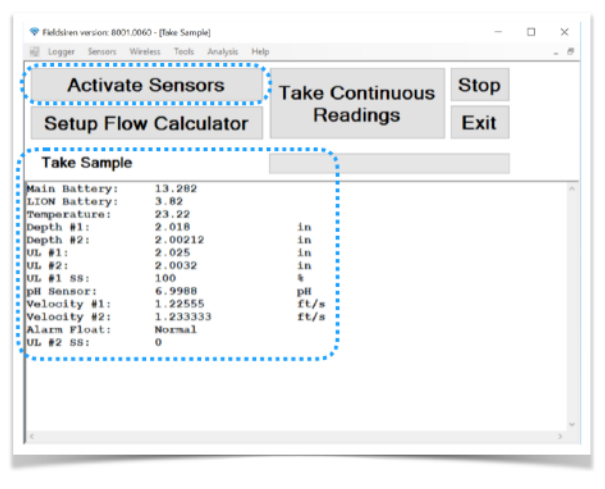 Fieldsiren version: 8001.0060 - [Take Sample]
Logger Sensors Wireless Tools Analysis Help
Activate Sensors
Take Continuous Readings
Stop
Setup Flow Calculator
Exit
Take Sample
Main Battery: 13.282
LION Battery: 3.82
Temperature: 23.22
Depth #1: 2.018 in
Depth #2: 2.00212 in
UL #1: 2.025 in
UL #2: 2.0032 in
UL #1 SS: 100 %
pH Sensor: 6.9988 pH
Velocity #1: 1.22555 ft/s
Velocity #2: 1.233333 ft/s
Alarm Float: Normal
UL #2 SS: 0